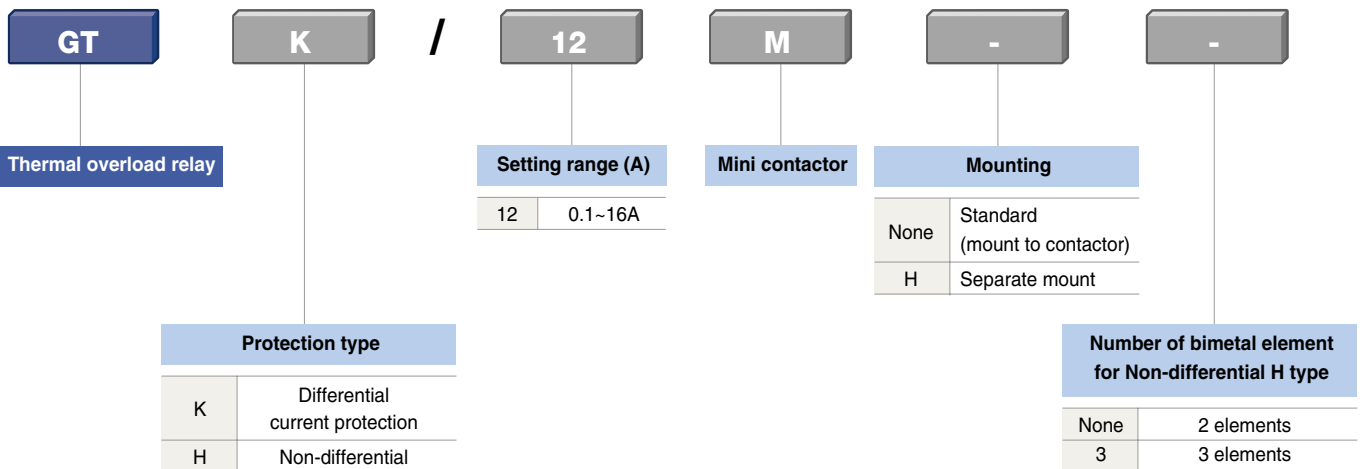 GT K / 12 M - -
Thermal overload relay
Setting range (A)
12 0.1~16A
Mini contactor
Mounting
None Standard
(mount to contactor)
H Separate mount
Protection type
K Differential
current protection
H Non-differential
Number of bimetal element
for Non-differential H type
None 2 elements
3 3 elements